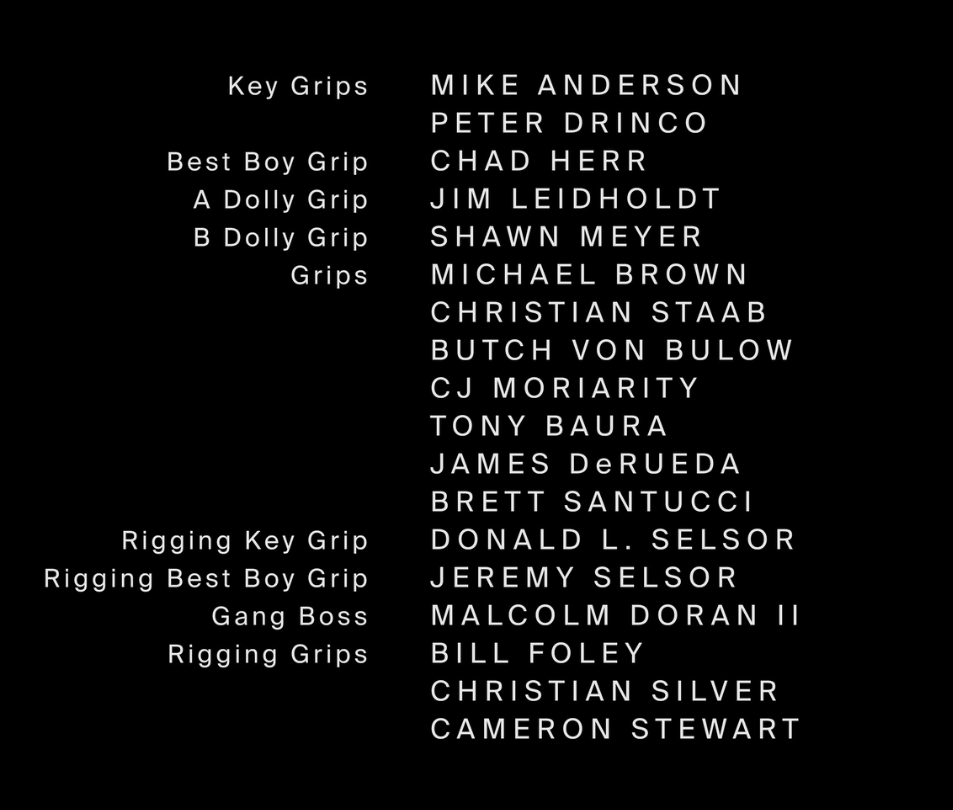 Key Grips MIKE ANDERSON
PETER DRINCO
Best Boy Grip CHAD HERR
A Dolly Grip JIM LEIDHOLDT
B Dolly Grip SHAWN MEYER
Grips MICHAEL BROWN
CHRISTIAN STAAB
BUTCH VON BULOW
CJ MORIARITY
TONY BAURA
JAMES DeRUEDA
BRETT SANTUCCI
Rigging Key Grip DONALD L. SELSOR
Rigging Best Boy Grip JEREMY SELSOR
Gang Boss MALCOLM DORAN II
Rigging Grips BILL FOLEY
CHRISTIAN SILVER
CAMERON STEWART